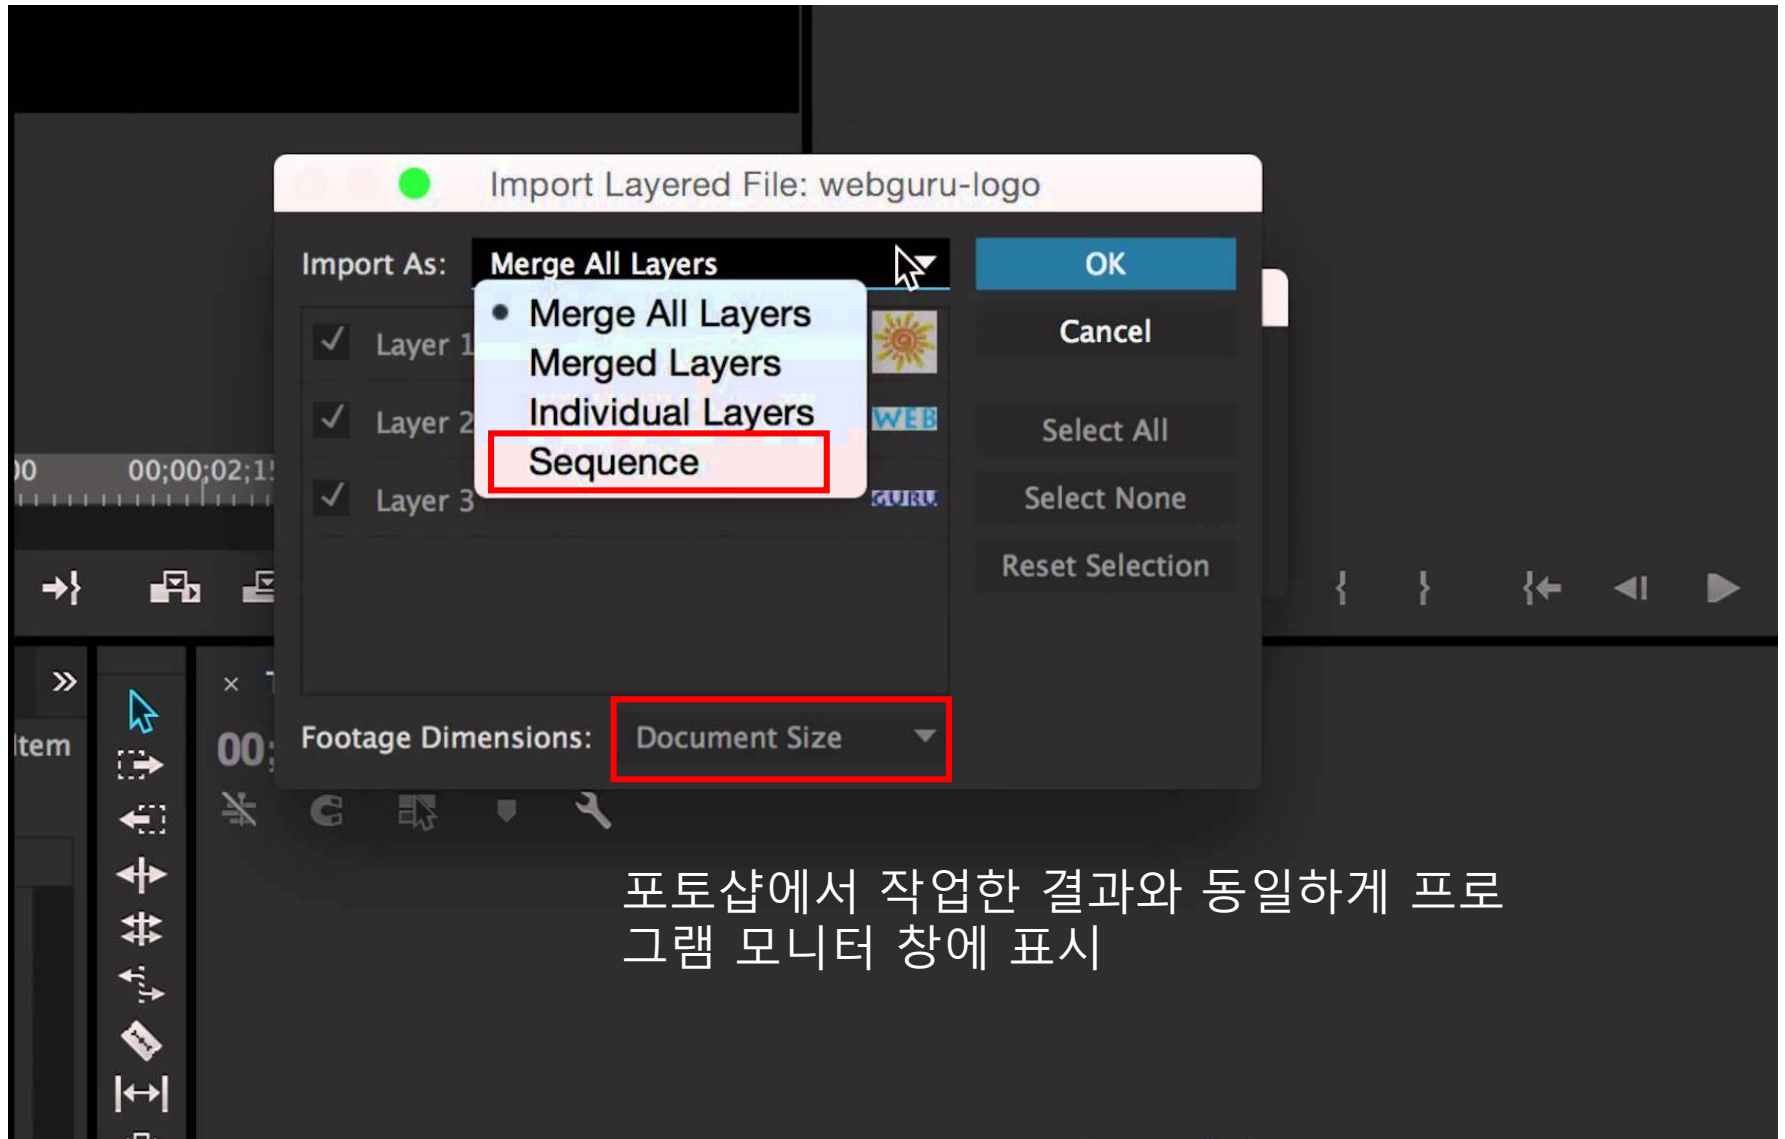 Import Layered File: webguru-logo
Import As: Merge All Layers OK
Merge All Layers
Merged Layers
Individual Layers
Sequence
Cancel
Layer 1
Layer 2 WEB
Layer 3 GURU
Select All
Select None
Reset Selection
00 00;00;02;15
Item
00;
Footage Dimensions: Document Size
포토샵에서 작업한 결과와 동일하게 프로
그램 모니터 창에 표시